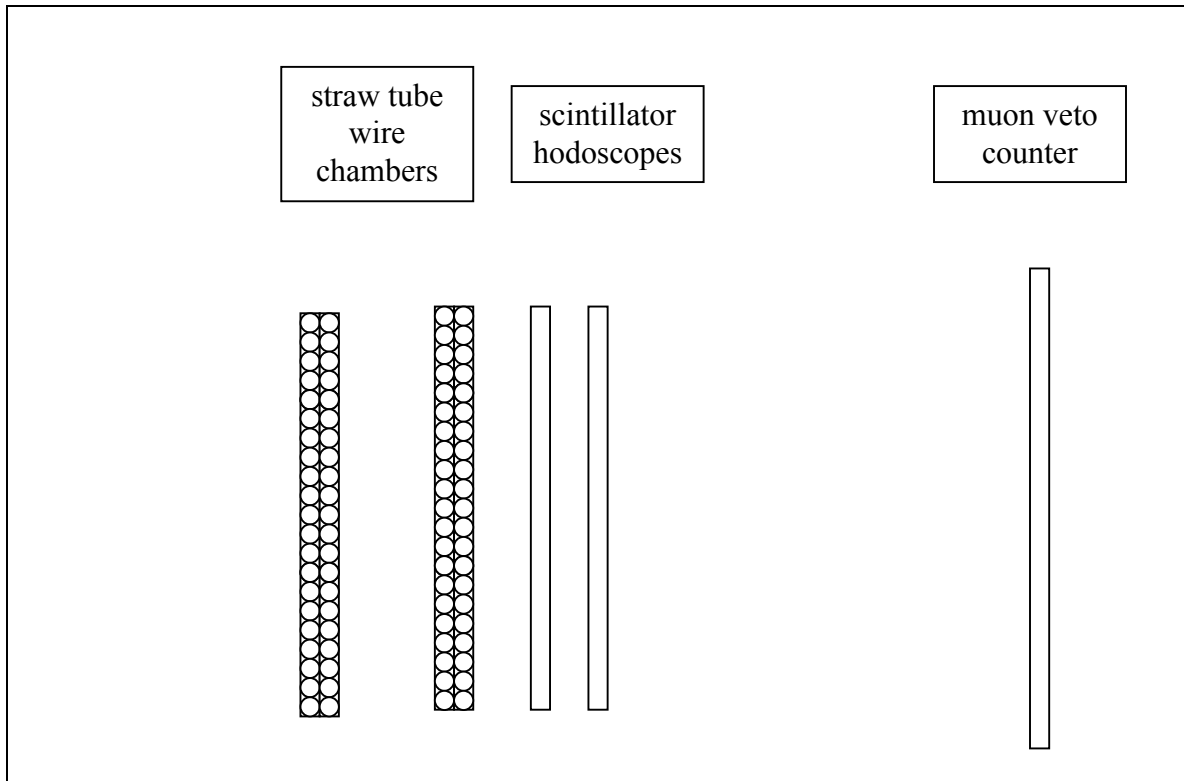 straw tube
wire
chambers
scintillator
hodoscopes
muon veto
counter